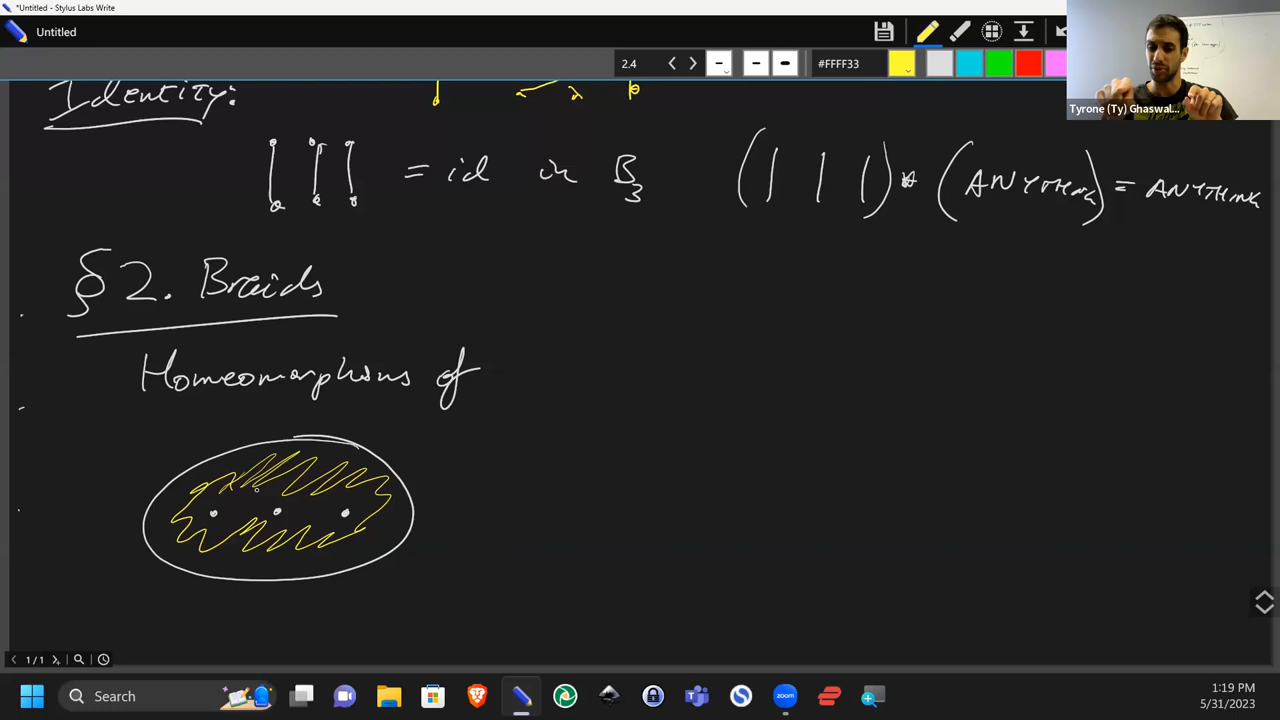 *Untitled - Stylus Labs Write
Untitled
2.4
#FFFF33
Tyrone (Ty) Ghaswal...
Identity:
= id in B3
( | | | ) * (ANYTHING) = ANYTHING
§2. Braids
Homeomorphisms of
1/1
Search
1:19 PM
5/31/2023